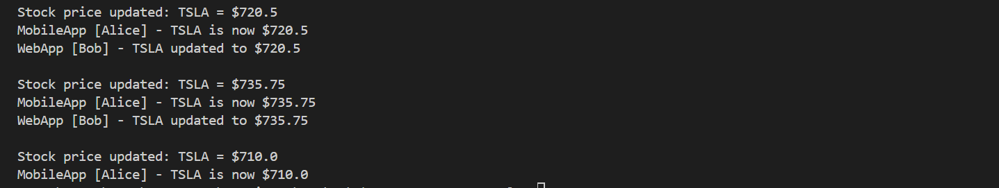 Stock price updated: TSLA = $720.5
MobileApp [Alice] - TSLA is now $720.5
WebApp [Bob] - TSLA updated to $720.5
Stock price updated: TSLA = $735.75
MobileApp [Alice] - TSLA is now $735.75
WebApp [Bob] - TSLA updated to $735.75
Stock price updated: TSLA = $710.0
MobileApp [Alice] - TSLA is now $710.0